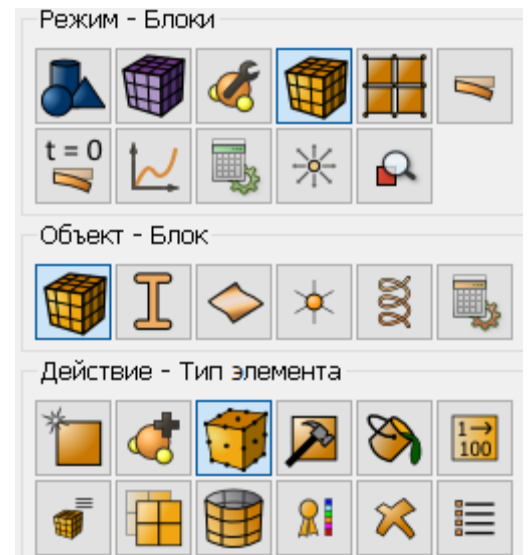 Режим - Блоки
t = 0
Объект - Блок
Действие - Тип элемента
1→
100